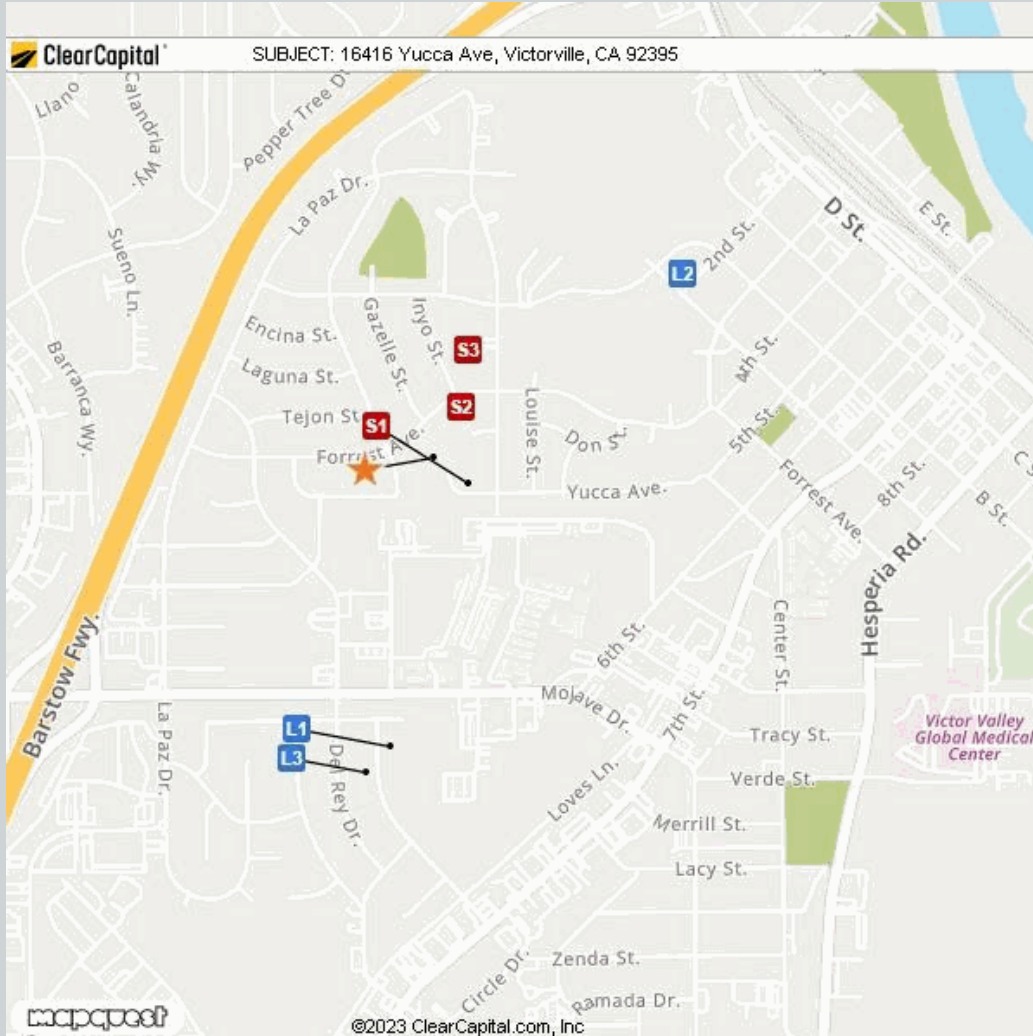 ClearCapital
SUBJECT: 16416 Yucca Ave, Victorville, CA 92395
Llano
Calandria Wy.
Pepper Tree Dr
La Paz Dr.
Sueno Ln.
D St.
E St.
2nd St.
L2
Encina St.
Gazelle St.
Inyo St.
S3
Laguna St.
Barranca Wy.
4th St.
Tejon St
S1
S2
Louise St.
Don St.
5th St.
Forrest Ave.
Forrest Ave.
8th St.
C S
B St.
Yucca Ave.
Hesperia Rd.
Barstow Fwy.
La Paz Dr.
6th St.
Center St.
Mojave Dr.
7th St.
L1
L3
Del Rey Dr.
Tracy St.
Victor Valley
Global Medical
Center
Verde St.
Loves Ln.
Merrill St.
Lacy St.
Circle Dr.
Zenda St.
Ramada Dr.
mapquest
©2023 ClearCapital.com, Inc